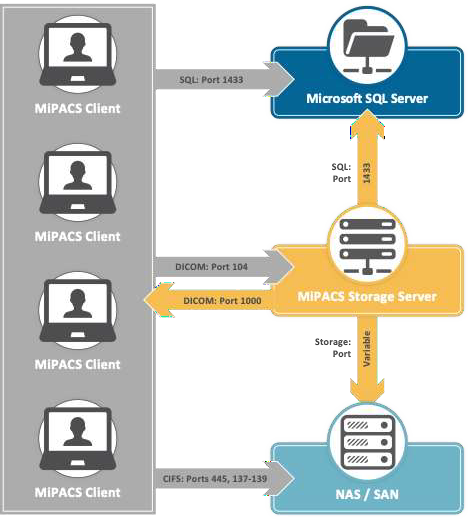 MiPACS Client
SQL: Port 1433
Microsoft SQL Server
MiPACS Client
SQL:
Port
1433
DICOM: Port 104
DICOM: Port 1000
MiPACS Storage Server
MiPACS Client
Storage:
Port
Variable
MiPACS Client
CIFS: Ports 445, 137-139
NAS / SAN